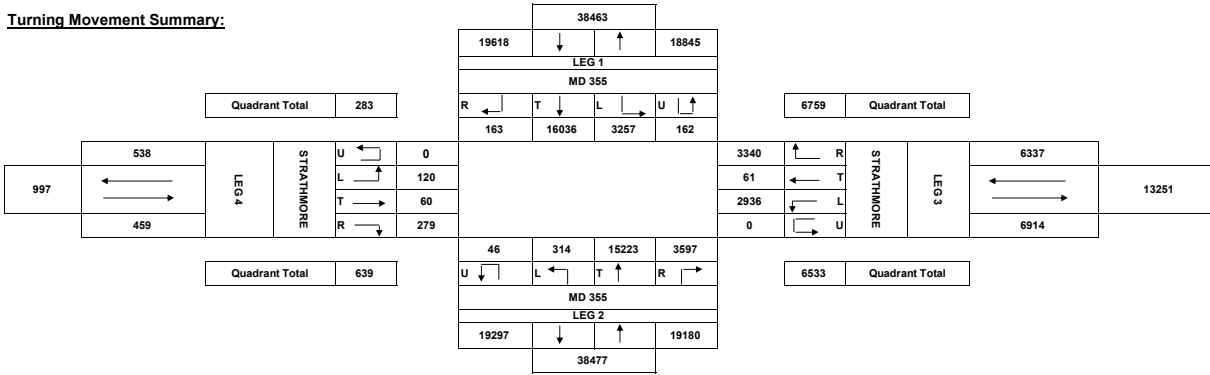 Turning Movement Summary:
38463
19618 18845
LEG 1
MD 355
Quadrant Total 283
R T L U
6759 Quadrant Total
163 16036 3257 162
538
U 0
3340 R
6337
997
LEG 4
STRATHMORE
L 120
61 T
STRATHMORE
LEG 3
13251
T 60
2936 L
459
R 279
0 U
6914
46 314 15223 3597
Quadrant Total 639
U L T R
6533 Quadrant Total
MD 355
LEG 2
19297 19180
38477